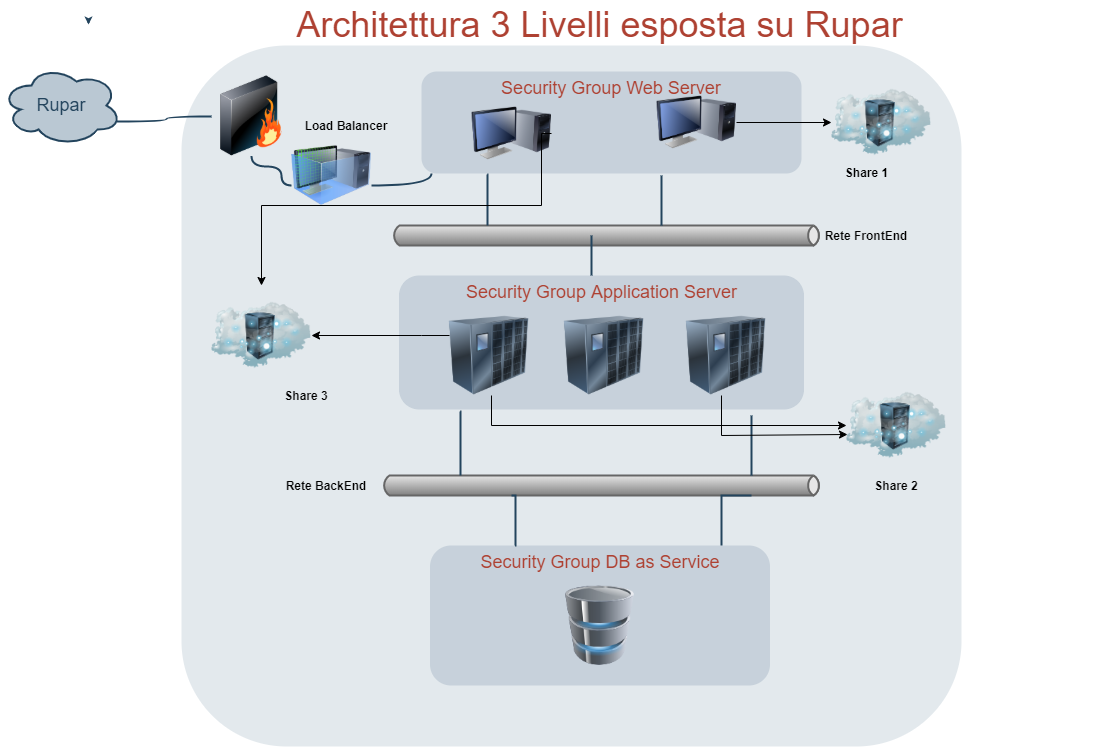 Architettura 3 Livelli esposta su Rupar
Rupar
Load Balancer
Security Group Web Server
Share 1
Rete FrontEnd
Security Group Application Server
Share 3
Rete BackEnd
Share 2
Security Group DB as Service